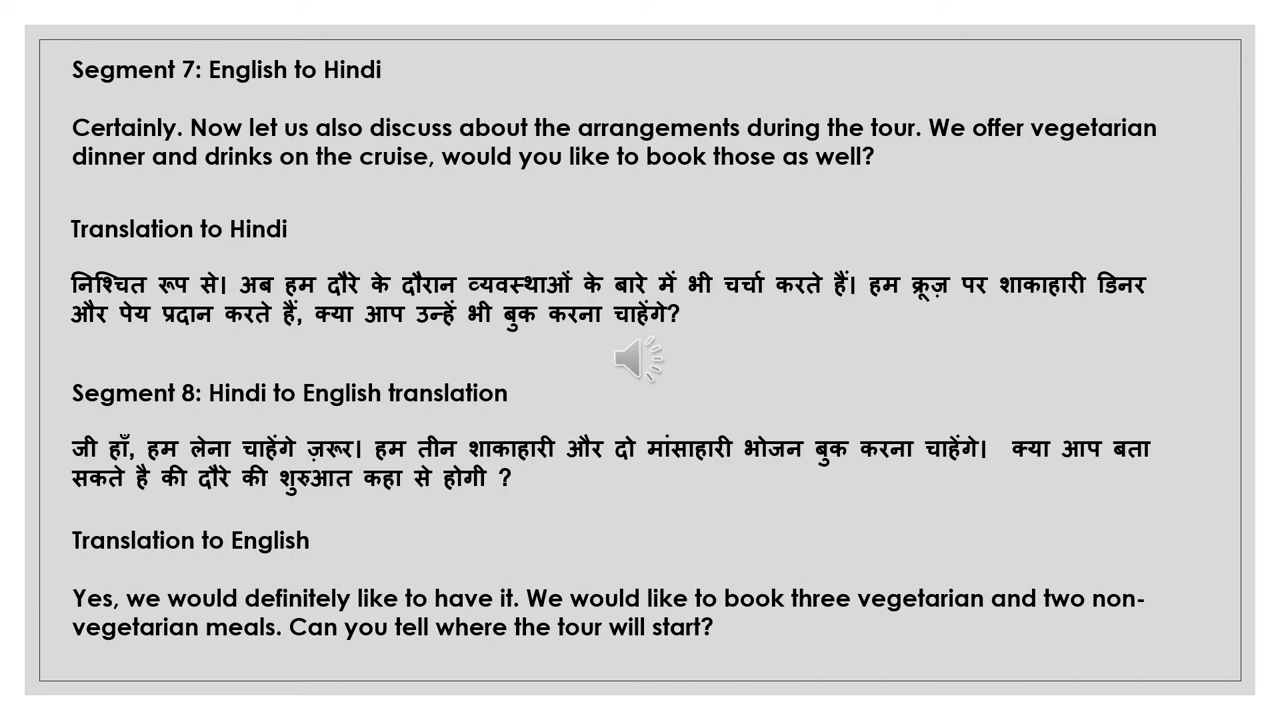 Segment 7: English to Hindi
Certainly. Now let us also discuss about the arrangements during the tour. We offer vegetarian
dinner and drinks on the cruise, would you like to book those as well?
Translation to Hindi
निश्चित रूप से। अब हम दौरे के दौरान व्यवस्थाओं के बारे में भी चर्चा करते हैं। हम क्रूज़ पर शाकाहारी डिनर
और पेय प्रदान करते हैं, क्या आप उन्हें भी बुक करना चाहेंगे?
Segment 8: Hindi to English translation
जी हाँ, हम लेना चाहेंगे ज़रूर। हम तीन शाकाहारी और दो मांसाहारी भोजन बुक करना चाहेंगे। क्या आप बता
सकते है की दौरे की शुरुआत कहा से होगी ?
Translation to English
Yes, we would definitely like to have it. We would like to book three vegetarian and two non-
vegetarian meals. Can you tell where the tour will start?